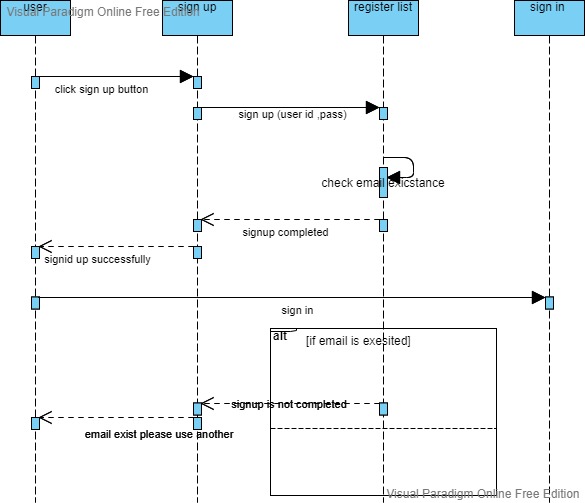 user
sign up
register list
sign in
Visual Paradigm Online Free Edition
click sign up button
sign up (user id ,pass)
check email exicstance
signup completed
signid up successfully
sign in
alt
[if email is exesited]
signup is not completed
email exist please use another
Visual Paradigm Online Free Edition